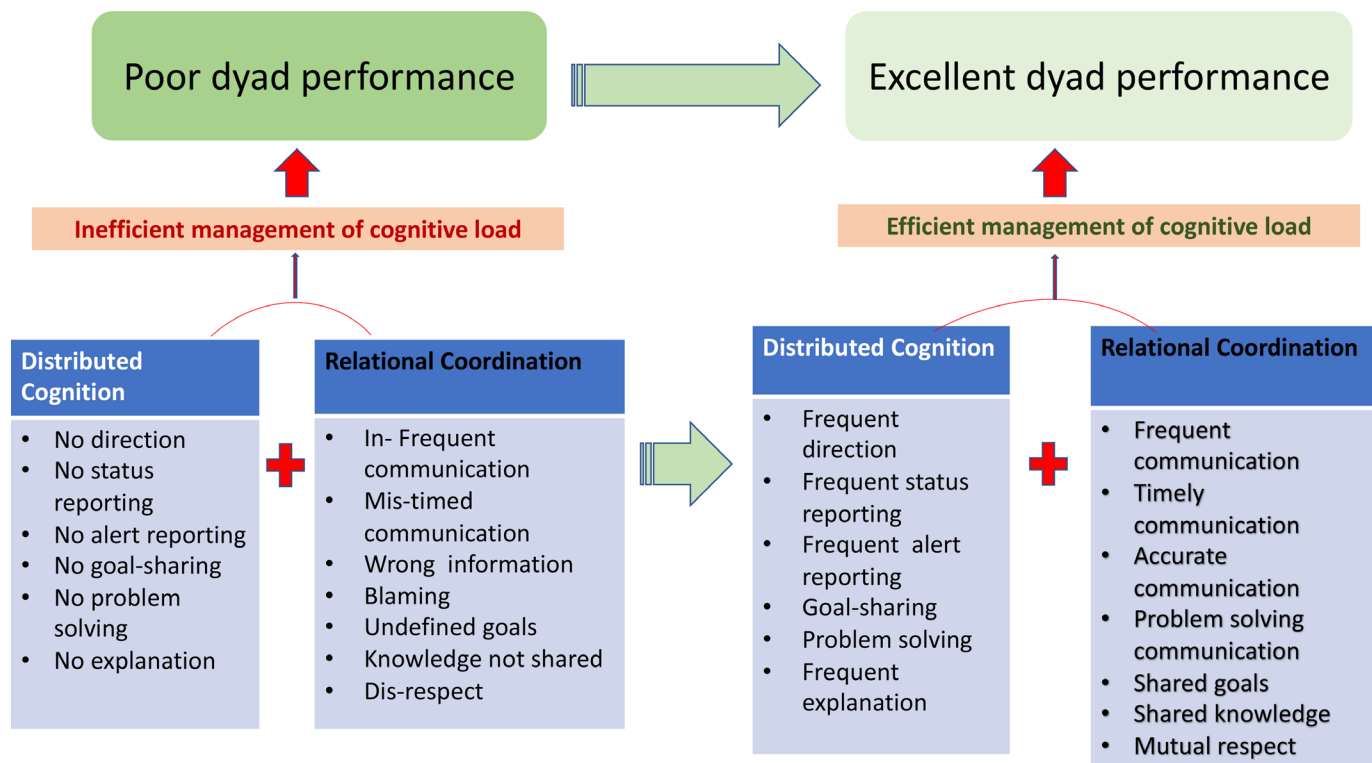 Poor dyad performance
Excellent dyad performance
Inefficient management of cognitive load
Efficient management of cognitive load
Distributed
Cognition
No direction
No status
reporting
No alert reporting
No goal-sharing
No problem
solving
No explanation
Relational Coordination
In- Frequent
communication
Mis-timed
communication
Wrong information
Blaming
Undefined goals
Knowledge not shared
Dis-respect
Distributed Cognition
Frequent
direction
Frequent status
reporting
Frequent alert
reporting
Goal-sharing
Problem solving
Frequent
explanation
Relational Coordination
Frequent
communication
Timely
communication
Accurate
communication
Problem solving
communication
Shared goals
Shared knowledge
Mutual respect